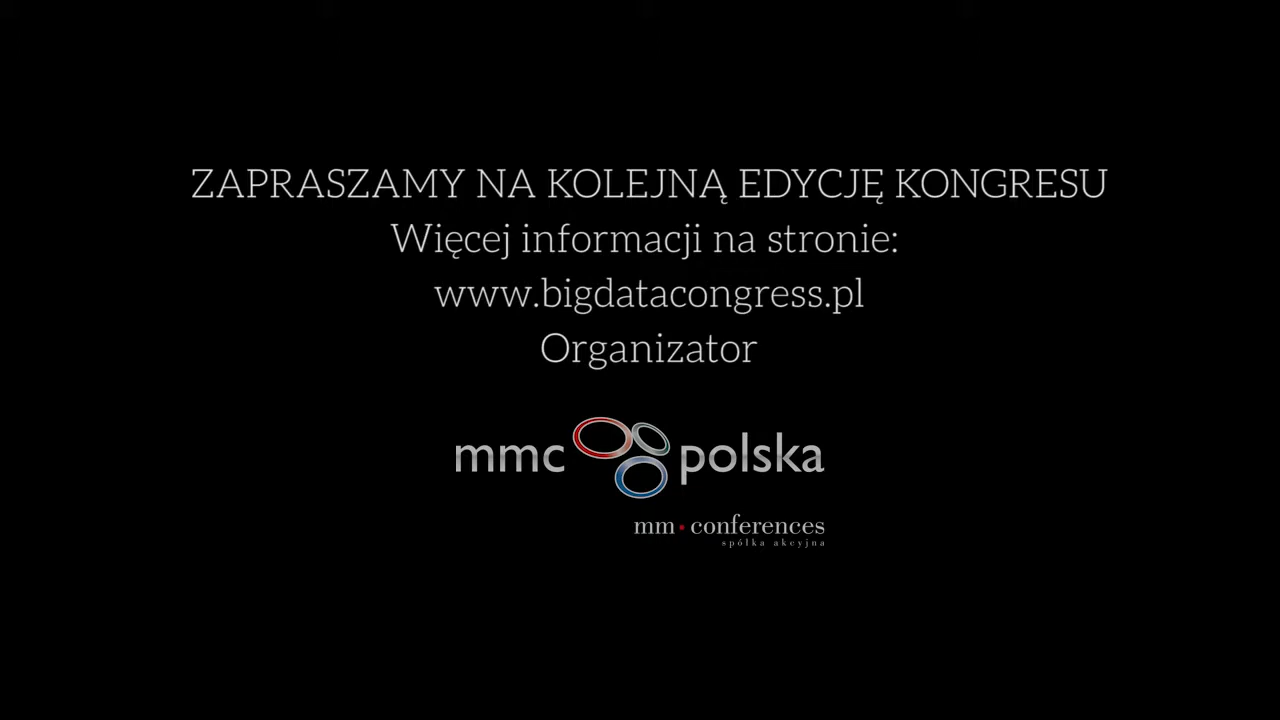 ZAPRASZAMY NA KOLEJNĄ EDYCJĘ KONGRESU
Więcej informacji na stronie:
www.bigdatacongress.pl
Organizator
mmc polska
mm·conferences
spółka akcyjna